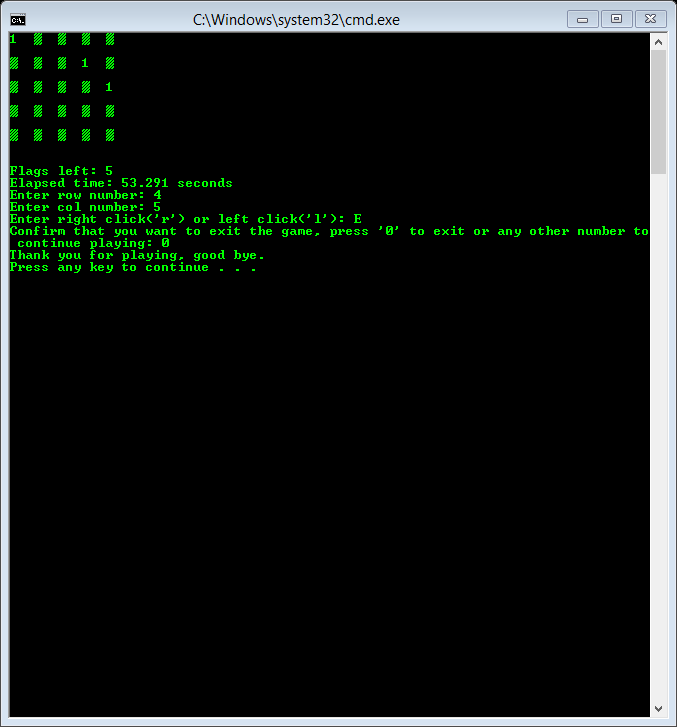 C:\Windows\system32\cmd.exe
1 ▒ ▒ ▒ ▒
▒ ▒ ▒ 1 ▒
▒ ▒ ▒ ▒ 1
▒ ▒ ▒ ▒ ▒
▒ ▒ ▒ ▒ ▒
Flags left: 5
Elapsed time: 53.291 seconds
Enter row number: 4
Enter col number: 5
Enter right click('r') or left click('l'): E
Confirm that you want to exit the game, press '0' to exit or any other number to
continue playing: 0
Thank you for playing, good bye.
Press any key to continue . . .